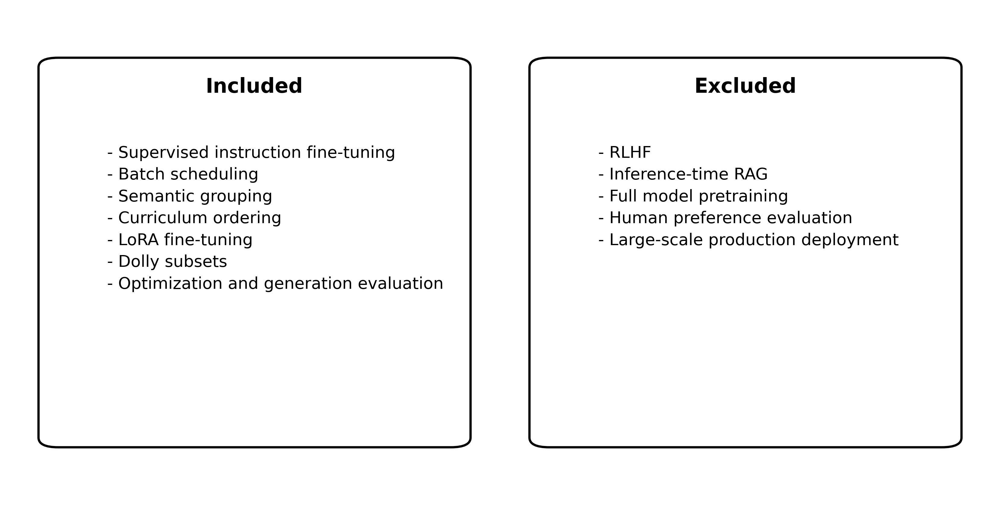 Included
- Supervised instruction fine-tuning
- Batch scheduling
- Semantic grouping
- Curriculum ordering
- LoRA fine-tuning
- Dolly subsets
- Optimization and generation evaluation
Excluded
- RLHF
- Inference-time RAG
- Full model pretraining
- Human preference evaluation
- Large-scale production deployment